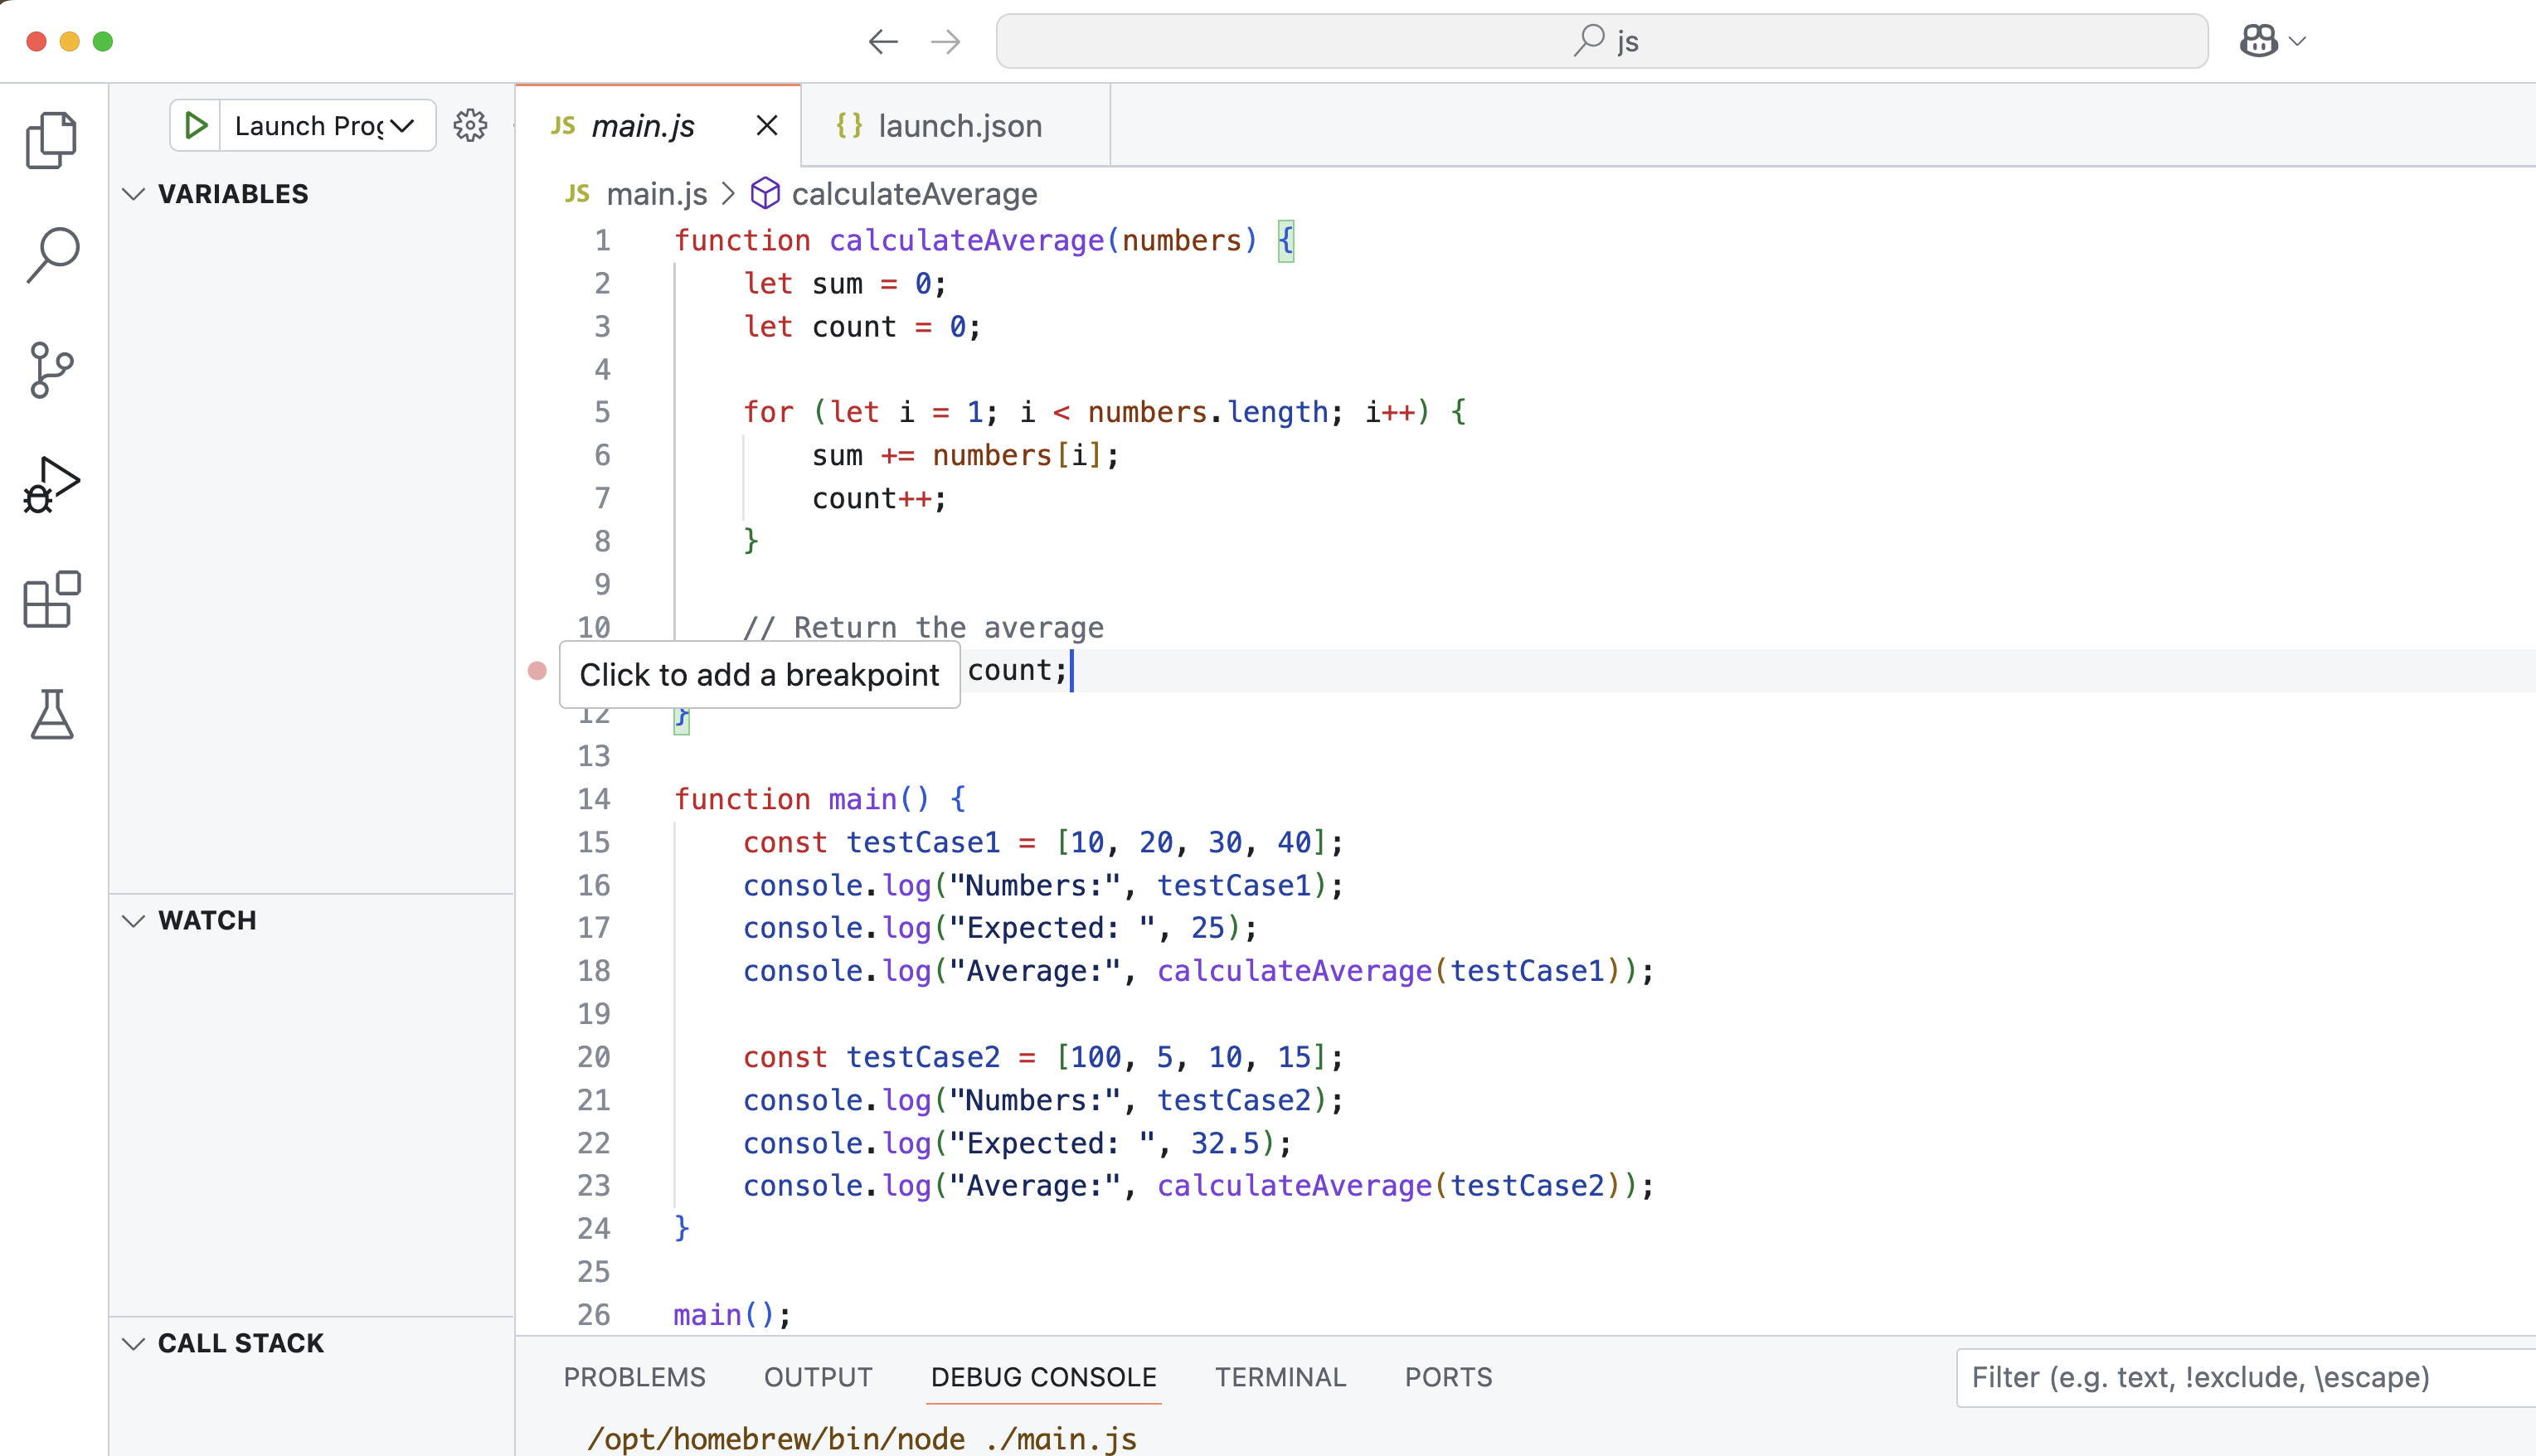 js
Launch Prog
JS main.js
{} launch.json
VARIABLES
JS main.js > calculateAverage
1 function calculateAverage(numbers) {
2     let sum = 0;
3     let count = 0;
4
5     for (let i = 1; i < numbers.length; i++) {
6         sum += numbers[i];
7         count++;
8     }
9
10     // Return the average
Click to add a breakpoint count;
12 }
13
14 function main() {
15     const testCase1 = [10, 20, 30, 40];
16     console.log("Numbers:", testCase1);
17     console.log("Expected: ", 25);
18     console.log("Average:", calculateAverage(testCase1));
19
20     const testCase2 = [100, 5, 10, 15];
21     console.log("Numbers:", testCase2);
22     console.log("Expected: ", 32.5);
23     console.log("Average:", calculateAverage(testCase2));
24 }
25
26 main();
WATCH
CALL STACK
PROBLEMS OUTPUT DEBUG CONSOLE TERMINAL PORTS
Filter (e.g. text, !exclude, \escape)
/opt/homebrew/bin/node ./main.js